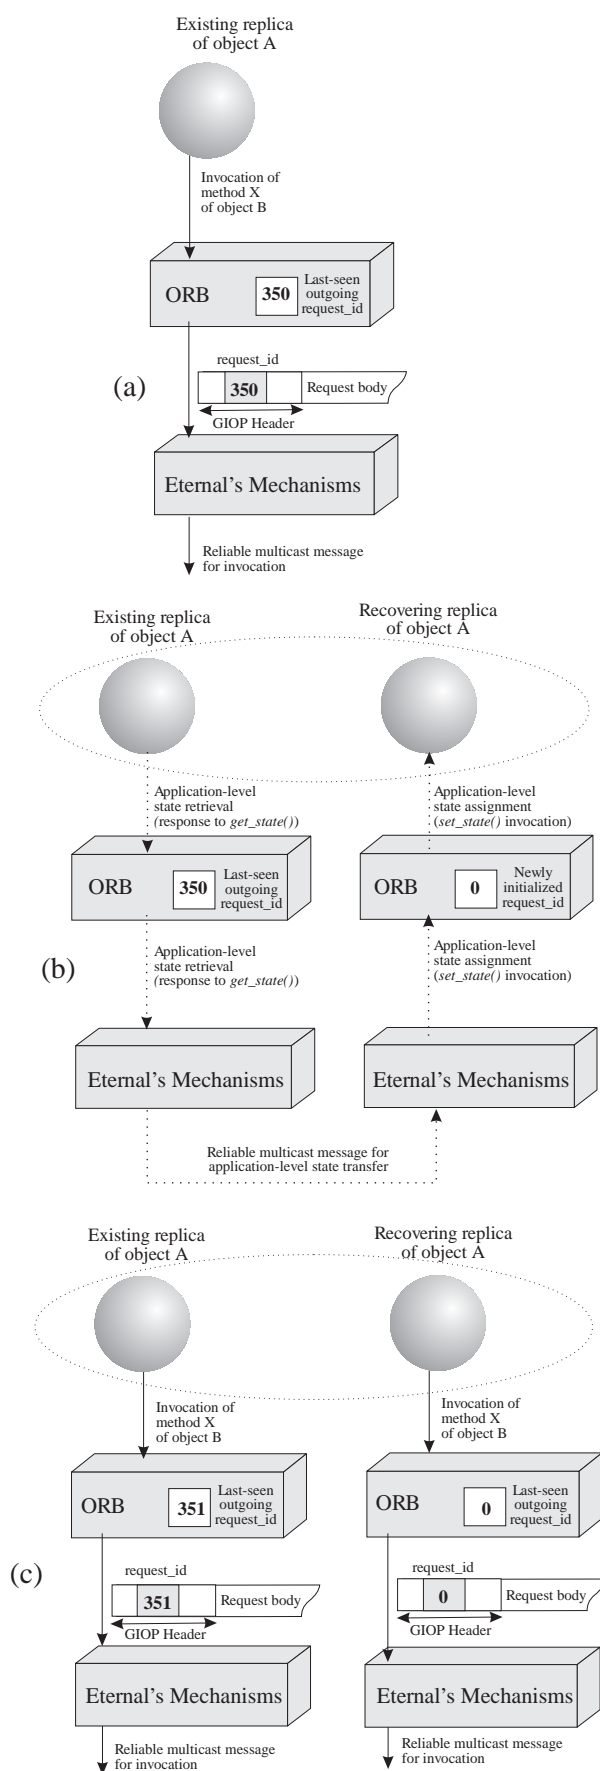 Existing replica
of object A
Invocation of
method X
of object B
ORB
350
Last-seen
outgoing
request_id
(a)
request_id
350
Request body
GIOP Header
Eternal's Mechanisms
Reliable multicast message
for invocation
Existing replica
of object A
Recovering replica
of object A
Application-level
state retrieval
(response to get_state())
Application-level
state assignment
(set_state() invocation)
ORB
350
Last-seen
outgoing
request_id
ORB
0
Newly
initialized
request_id
(b)
Application-level
state retrieval
(response to get_state())
Application-level
state assignment
(set_state() invocation)
Eternal's Mechanisms
Eternal's Mechanisms
Reliable multicast message for
application-level state transfer
Existing replica
of object A
Recovering replica
of object A
Invocation of
method X
of object B
Invocation of
method X
of object B
ORB
351
Last-seen
outgoing
request_id
ORB
0
Last-seen
outgoing
request_id
(c)
request_id
351
Request body
GIOP Header
request_id
0
Request body
GIOP Header
Eternal's Mechanisms
Eternal's Mechanisms
Reliable multicast message
for invocation
Reliable multicast message
for invocation